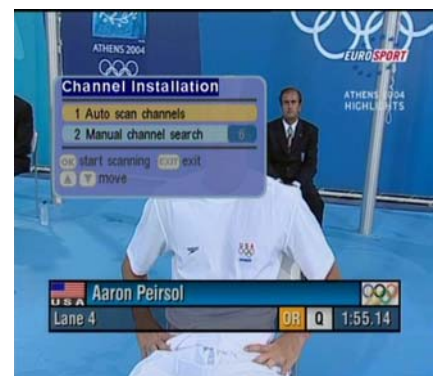 ATHENS 2004
EUROSPORT
ATHENS 2004
HIGHLIGHTS
Channel Installation
1 Auto scan channels
2 Manual channel search 6
OK start scanning EXIT exit
▲ ▼ move
USA Aaron Peirsol
Lane 4 OR Q 1:55.14